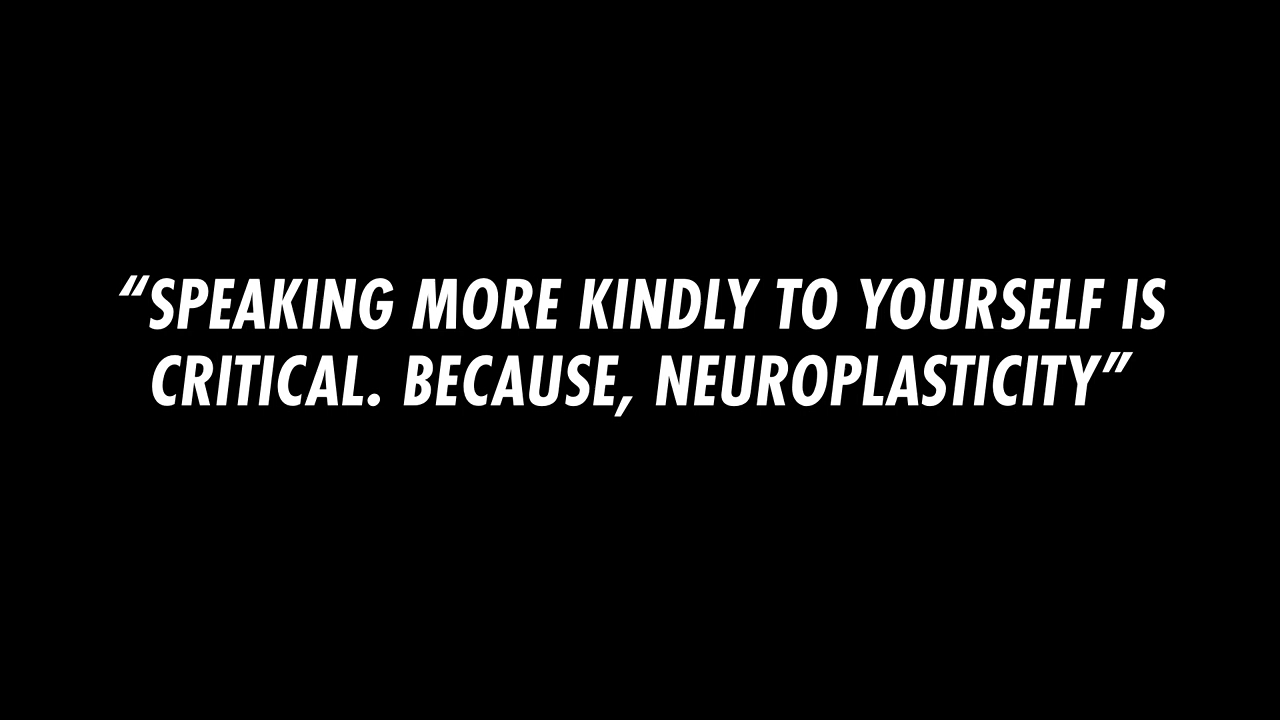 “SPEAKING MORE KINDLY TO YOURSELF IS
CRITICAL. BECAUSE, NEUROPLASTICITY”